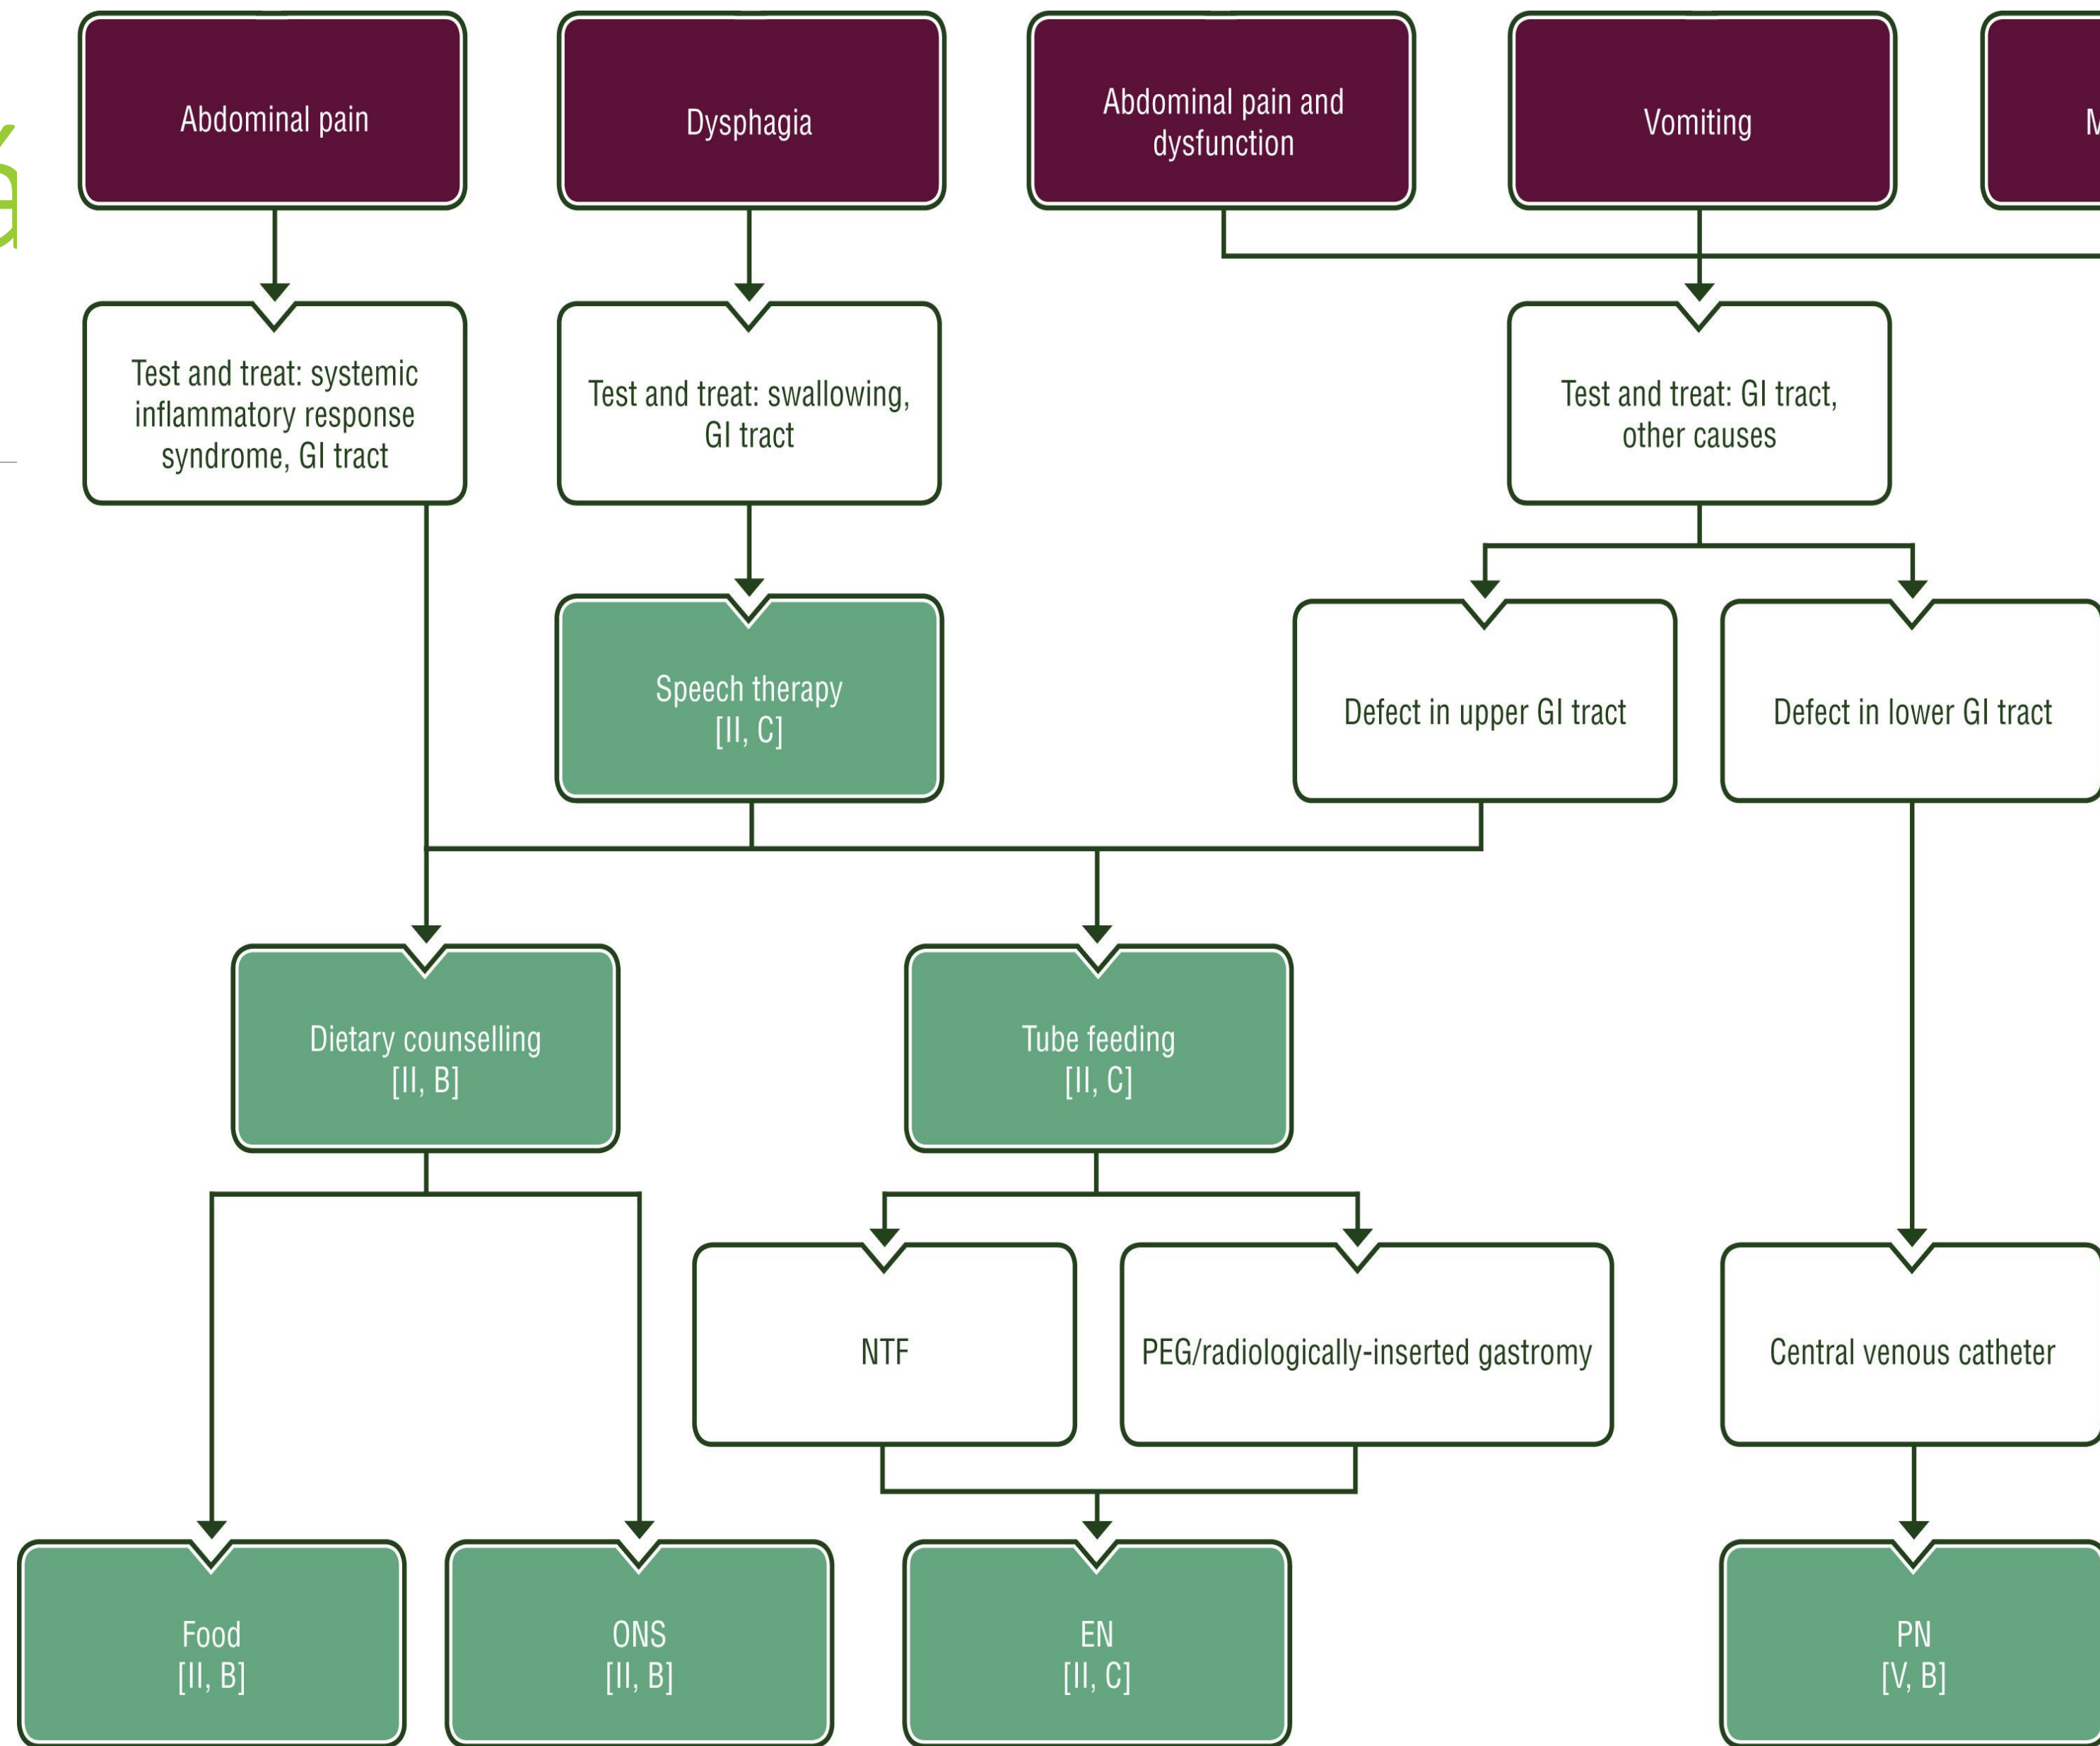 Abdominal pain
Dysphagia
Abdominal pain and
dysfunction
Vomiting
Test and treat: systemic
inflammatory response
syndrome, GI tract
Test and treat: swallowing,
GI tract
Test and treat: GI tract,
other causes
Speech therapy
[II, C]
Defect in upper GI tract
Defect in lower GI tract
Dietary counselling
[II, B]
Tube feeding
[II, C]
NTF
PEG/radiologically-inserted gastromy
Central venous catheter
Food
[II, B]
ONS
[II, B]
EN
[II, C]
PN
[V, B]